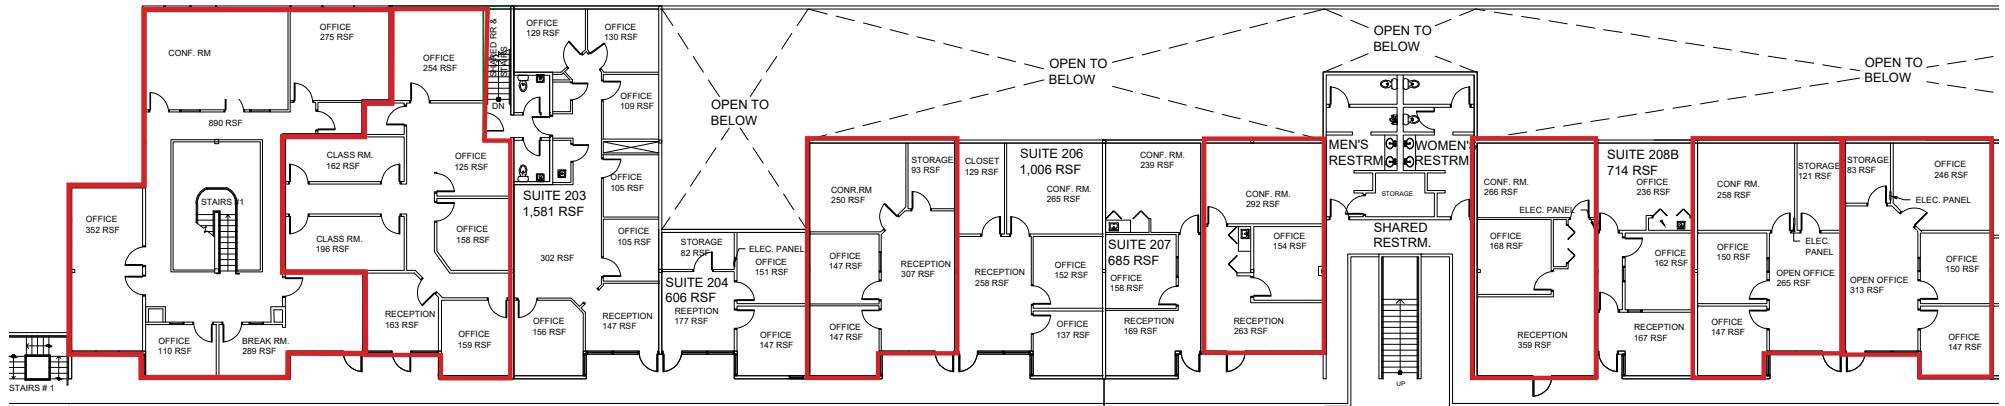 CONF. RM
OFFICE
275 RSF
OFFICE
254 RSF
SHARED RR &
STAIRS
DN
890 RSF
CLASS RM.
162 RSF
OFFICE
125 RSF
STAIRS #1
OFFICE
352 RSF
CLASS RM.
196 RSF
OFFICE
158 RSF
RECEPTION
163 RSF
OFFICE
159 RSF
OFFICE
110 RSF
BREAK RM.
289 RSF
STAIRS # 1
OFFICE
129 RSF
OFFICE
130 RSF
OFFICE
109 RSF
OFFICE
105 RSF
SUITE 203
1,581 RSF
OFFICE
105 RSF
302 RSF
OFFICE
156 RSF
RECEPTION
147 RSF
OPEN TO
BELOW
STORAGE
82 RSF
ELEC. PANEL
OFFICE
151 RSF
SUITE 204
606 RSF
REEPTION
177 RSF
OFFICE
147 RSF
OPEN TO
BELOW
CONR.RM
250 RSF
STORAGE
93 RSF
OFFICE
147 RSF
RECEPTION
307 RSF
OFFICE
147 RSF
CLOSET
129 RSF
SUITE 206
1,006 RSF
CONF. RM.
265 RSF
RECEPTION
258 RSF
OFFICE
152 RSF
OFFICE
137 RSF
CONF. RM.
239 RSF
SUITE 207
685 RSF
OFFICE
158 RSF
RECEPTION
169 RSF
CONF. RM.
292 RSF
OFFICE
154 RSF
RECEPTION
263 RSF
OPEN TO
BELOW
MEN'S
RESTRM
WOMEN'S
RESTRM
STORAGE
SHARED
RESTRM.
UP
CONF. RM.
266 RSF
ELEC. PANEL
OFFICE
168 RSF
RECEPTION
359 RSF
SUITE 208B
714 RSF
OFFICE
236 RSF
OFFICE
162 RSF
RECEPTION
167 RSF
OPEN TO
BELOW
CONF. RM.
258 RSF
STORAGE
121 RSF
ELEC.
PANEL
OFFICE
150 RSF
OPEN OFFICE
265 RSF
OFFICE
147 RSF
STORAGE
83 RSF
OFFICE
246 RSF
ELEC. PANEL
OPEN OFFICE
313 RSF
OFFICE
150 RSF
OFFICE
147 RSF